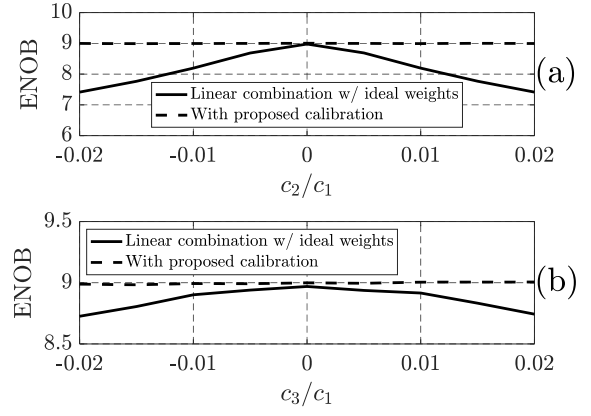 ENOB
9
8
7
6
Linear combination w/ ideal weights
With proposed calibration
(a)
-0.02 -0.01 0 0.01 0.02
c2/c1
ENOB
9.5
9
8.5
Linear combination w/ ideal weights
With proposed calibration
(b)
-0.02 -0.01 0 0.01 0.02
c3/c1